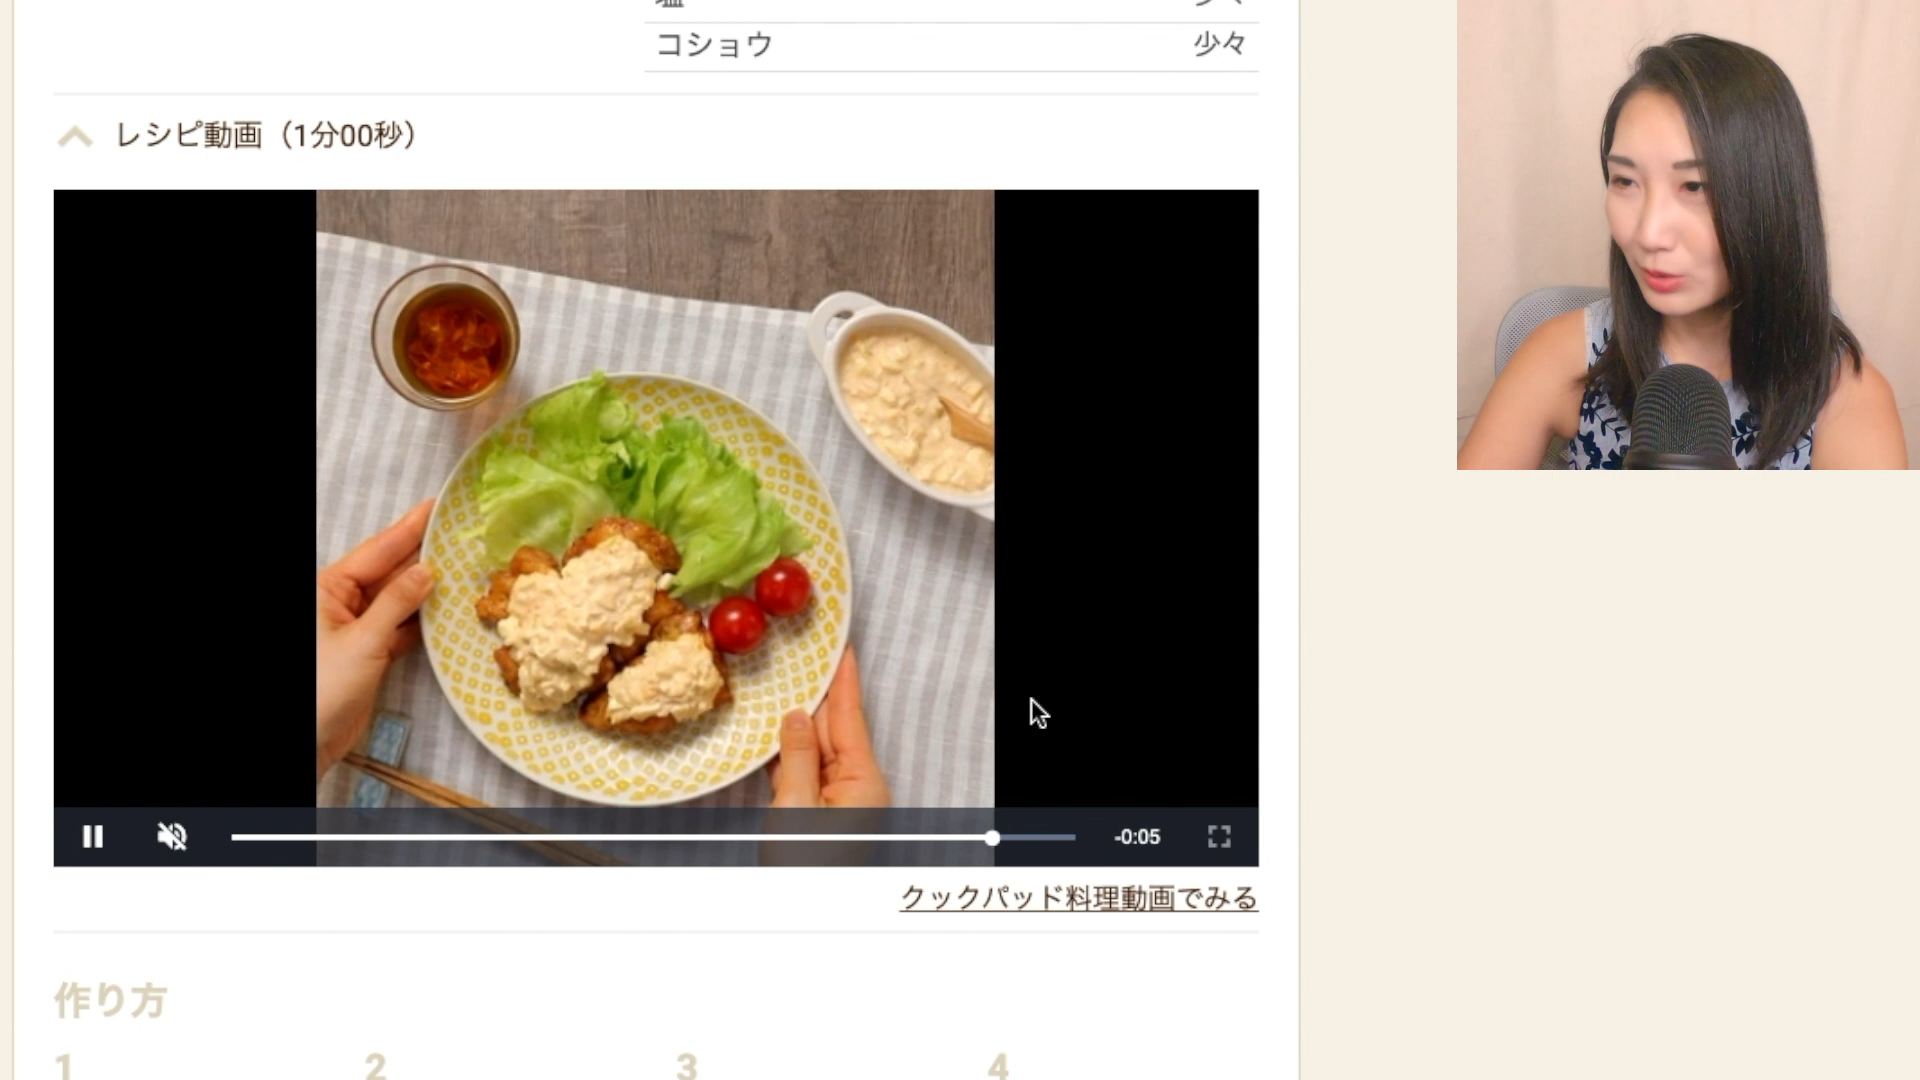 コショウ 少々
レシピ動画（1分00秒）
-0:05
クックパッド料理動画でみる
作り方
1 2 3 4